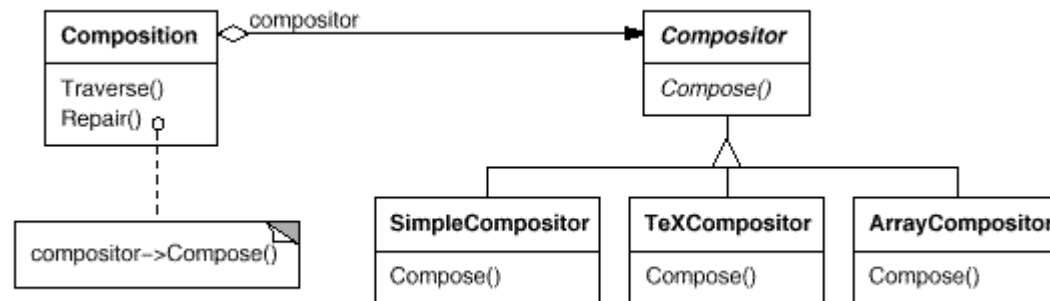 Composition
Traverse()
Repair()
compositor
Compositor
Compose()
compositor->Compose()
SimpleCompositor
Compose()
TeXCompositor
Compose()
ArrayCompositor
Compose()